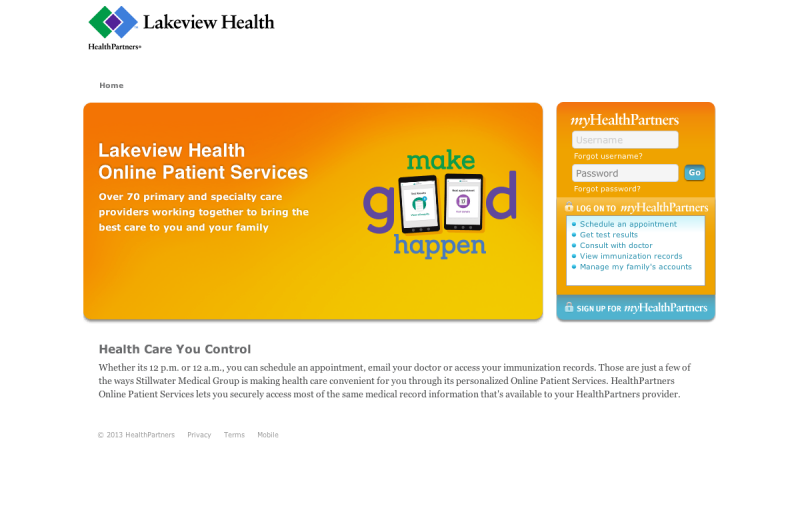 Lakeview Health
HealthPartners®
Home
Lakeview Health
Online Patient Services
Over 70 primary and specialty care
providers working together to bring the
best care to you and your family
make
good
happen
myHealthPartners
Username
Forgot username?
Password
Go
Forgot password?
LOG ON TO myHealthPartners
Schedule an appointment
Get test results
Consult with doctor
View immunization records
Manage my family's accounts
SIGN UP FOR myHealthPartners
Health Care You Control
Whether its 12 p.m. or 12 a.m., you can schedule an appointment, email your doctor or access your immunization records. Those are just a few of
the ways Stillwater Medical Group is making health care convenient for you through its personalized Online Patient Services. HealthPartners
Online Patient Services lets you securely access most of the same medical record information that's available to your HealthPartners provider.
© 2013 HealthPartners Privacy Terms Mobile